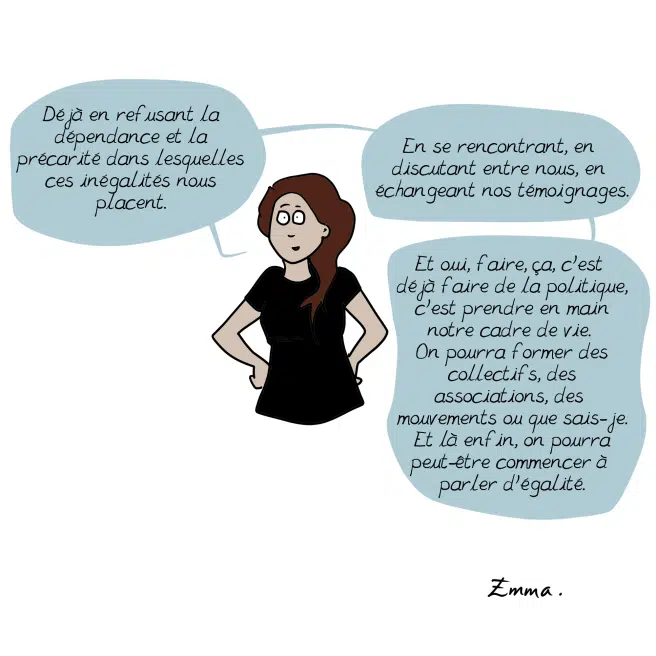 Déjà en refusant la
dépendance et la
précarité dans lesquelles
ces inégalités nous
placent.
En se rencontrant, en
discutant entre nous, en
échangeant nos témoignages.
Et oui, faire, ça, c'est
déjà faire de la politique,
c'est prendre en main
notre cadre de vie.
On pourra former des
collectifs, des
associations, des
mouvements ou que sais-je.
Et là enfin, on pourra
peut-être commencer à
parler d'égalité.
Emma.